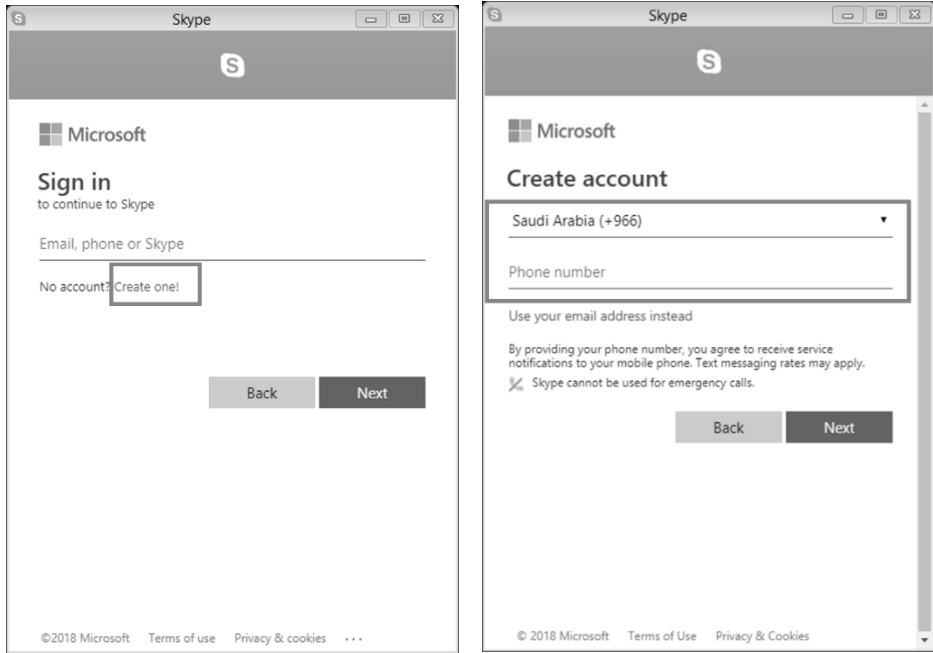 Skype
Microsoft
Sign in
to continue to Skype
Email, phone or Skype
No account? Create one!
Back Next
©2018 Microsoft Terms of use Privacy & cookies ...
Skype
Microsoft
Create account
Saudi Arabia (+966)
Phone number
Use your email address instead
By providing your phone number, you agree to receive service
notifications to your mobile phone. Text messaging rates may apply.
Skype cannot be used for emergency calls.
Back Next
© 2018 Microsoft Terms of Use Privacy & Cookies